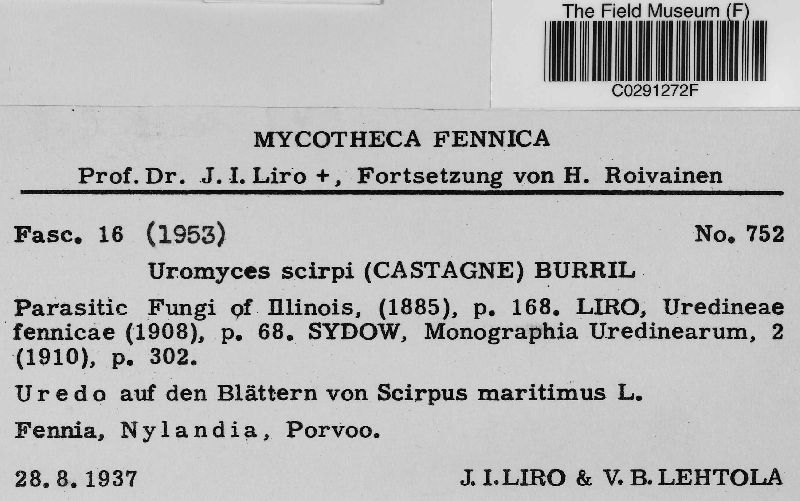 The Field Museum (F)
C0291272F
MYCOTHECA FENNICA
Prof. Dr. J. I. Liro +, Fortsetzung von H. Roivainen
Fasc. 16 (1953) No. 752
Uromyces scirpi (CASTAGNE) BURRIL
Parasitic Fungi of Illinois, (1885), p. 168. LIRO, Uredineae
fennicae (1908), p. 68. SYDOW, Monographia Uredinearum, 2
(1910), p. 302.
Uredo auf den Blättern von Scirpus maritimus L.
Fennia, Nylandia, Porvoo.
28. 8. 1937 J. I. LIRO & V. B. LEHTOLA